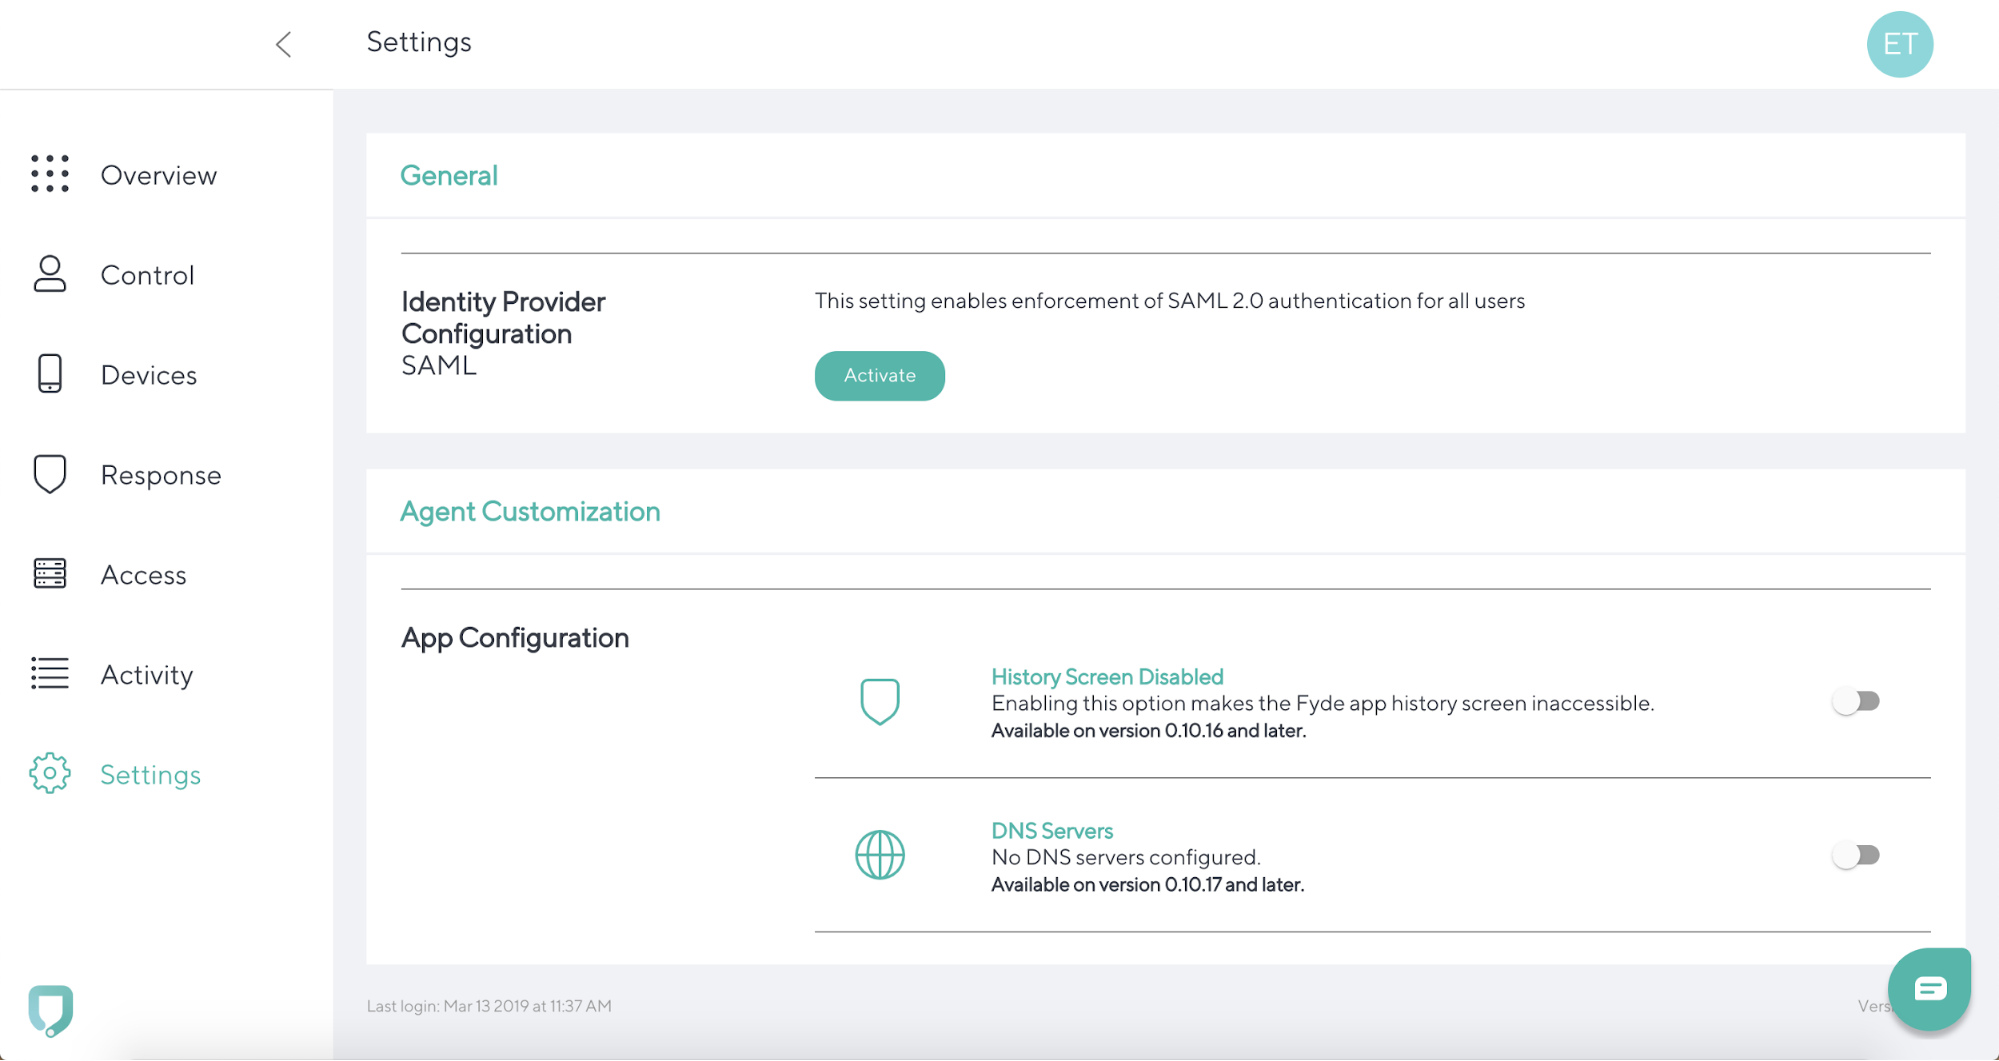 Settings
ET
Overview
Control
Devices
Response
Access
Activity
Settings
General
Identity Provider
Configuration
SAML
This setting enables enforcement of SAML 2.0 authentication for all users
Activate
Agent Customization
App Configuration
History Screen Disabled
Enabling this option makes the Fyde app history screen inaccessible.
Available on version 0.10.16 and later.
DNS Servers
No DNS servers configured.
Available on version 0.10.17 and later.
Last login: Mar 13 2019 at 11:37 AM